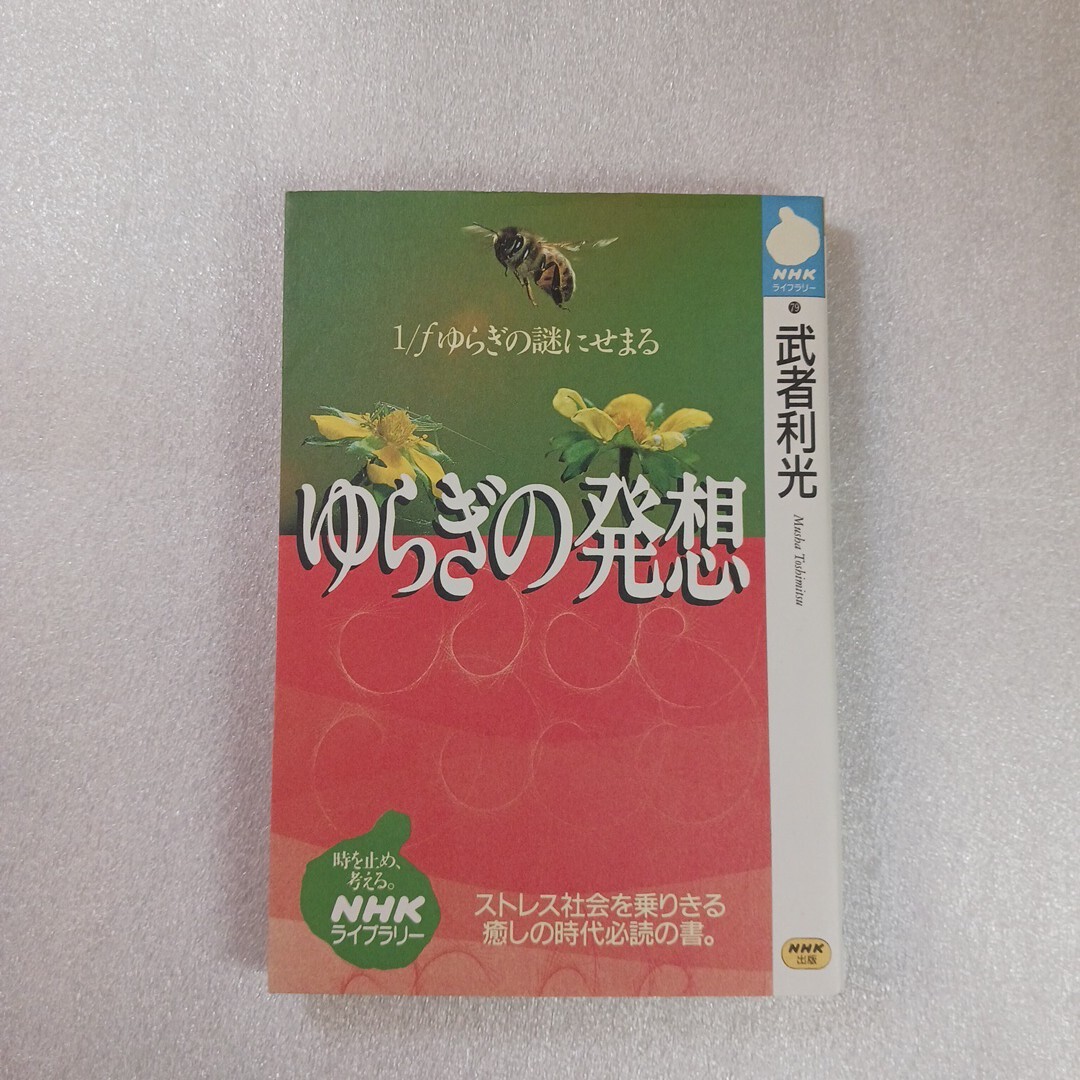 1/fゆらぎの謎にせまる
ゆらぎの発想
時を止め、
考える。
NHK
ライブラリー
ストレス社会を乗りきる
癒しの時代必読の書。
NHK
ライブラリー
79
武者利光
Musha Toshimitsu
NHK
出版